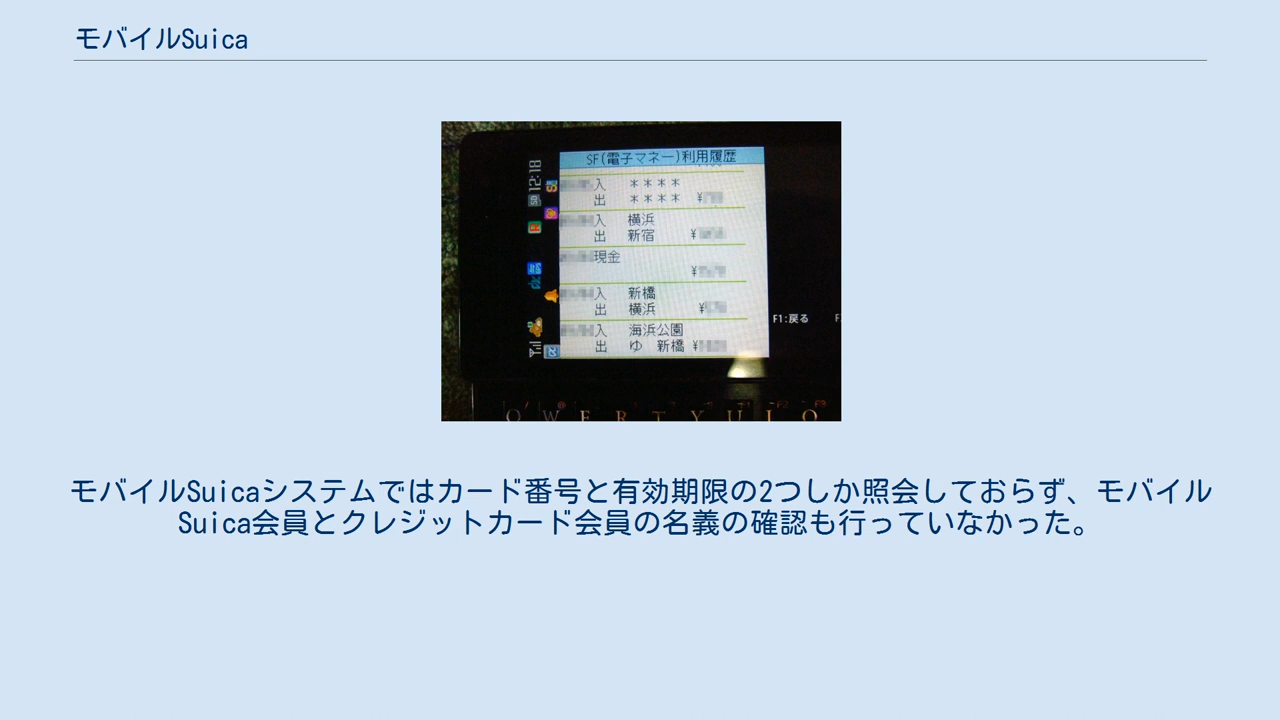 モバイルSuica
SF(電子マネー)利用履歴
12:18
入 ＊＊＊＊
出 ＊＊＊＊ ¥
入 横浜
出 新宿 ¥
現金
¥
入 新橋
出 横浜 ¥
入 海浜公園
出 ゆ 新橋 ¥
F1:戻る
Q W E R T Y U I O
モバイルSuicaシステムではカード番号と有効期限の2つしか照会しておらず、モバイル
Suica会員とクレジットカード会員の名義の確認も行っていなかった。